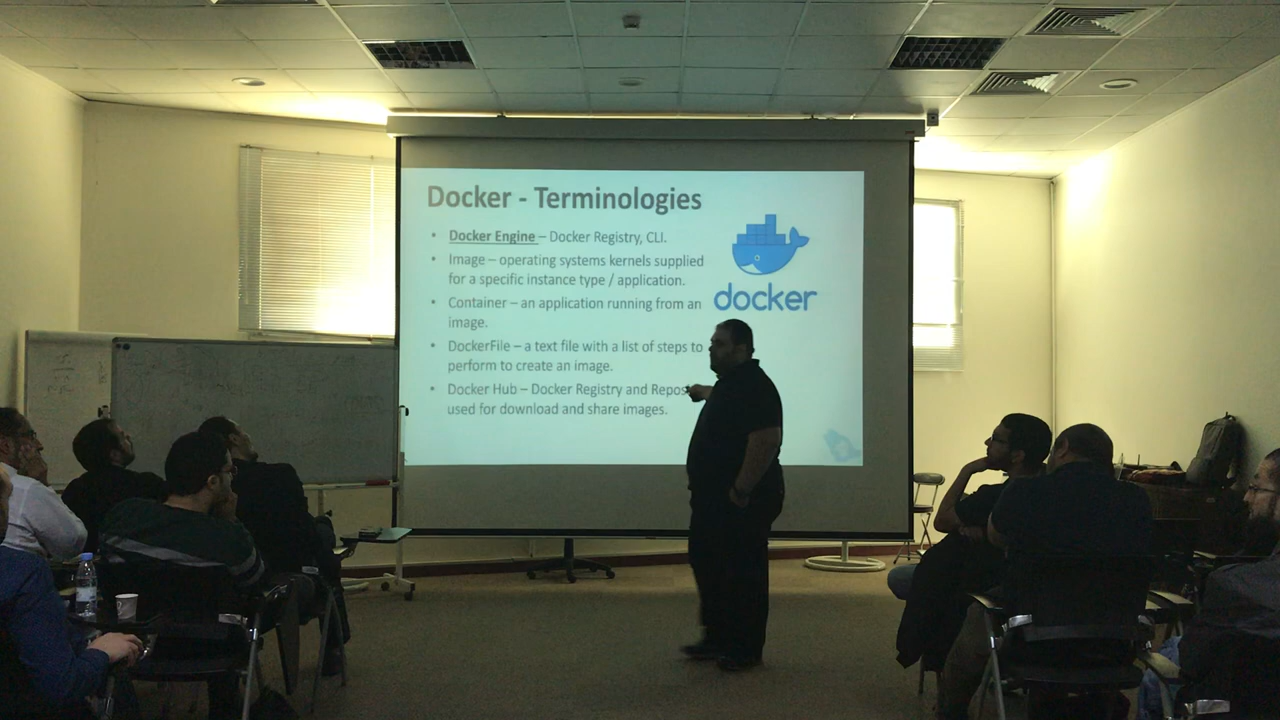 Docker - Terminologies
• Docker Engine – Docker Registry, CLI.
• Image – operating systems kernels supplied
for a specific instance type / application.
• Container – an application running from an
image.
• DockerFile – a text file with a list of steps to
perform to create an image.
• Docker Hub – Docker Registry and Repos
used for download and share images.
docker